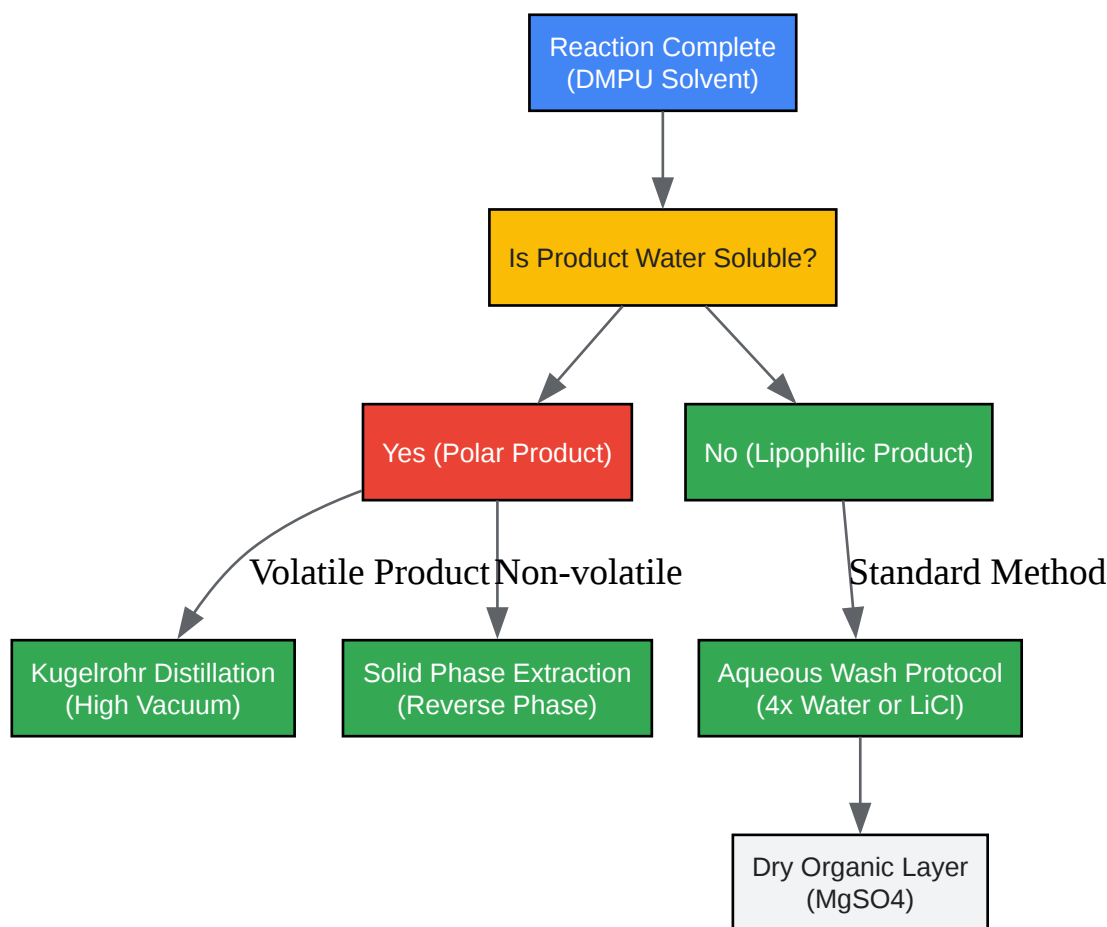 Reaction Complete
(DMPU Solvent)
Is Product Water Soluble?
Yes (Polar Product)
No (Lipophilic Product)
Volatile Product
Non-volatile
Standard Method
Kugelrohr Distillation
(High Vacuum)
Solid Phase Extraction
(Reverse Phase)
Aqueous Wash Protocol
(4x Water or LiCl)
Dry Organic Layer
(MgSO4)